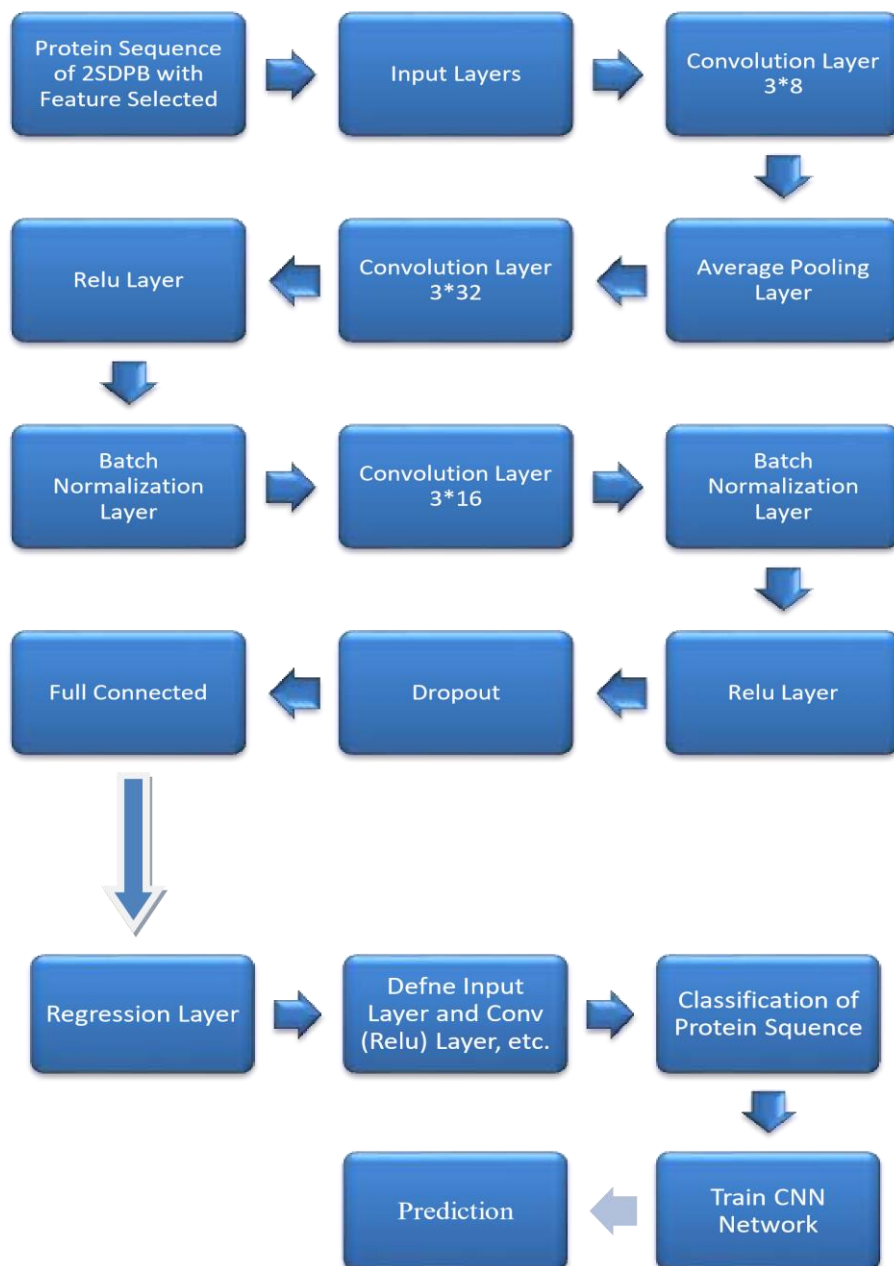 Protein Sequence
of 2SDPB with
Feature Selected
Input Layers
Convolution Layer
3*8
Average Pooling
Layer
Convolution Layer
3*32
Relu Layer
Batch
Normalization
Layer
Convolution Layer
3*16
Batch
Normalization
Layer
Relu Layer
Dropout
Full Connected
Regression Layer
Defne Input
Layer and Conv
(Relu) Layer, etc.
Classification of
Protein Squence
Train CNN
Network
Prediction